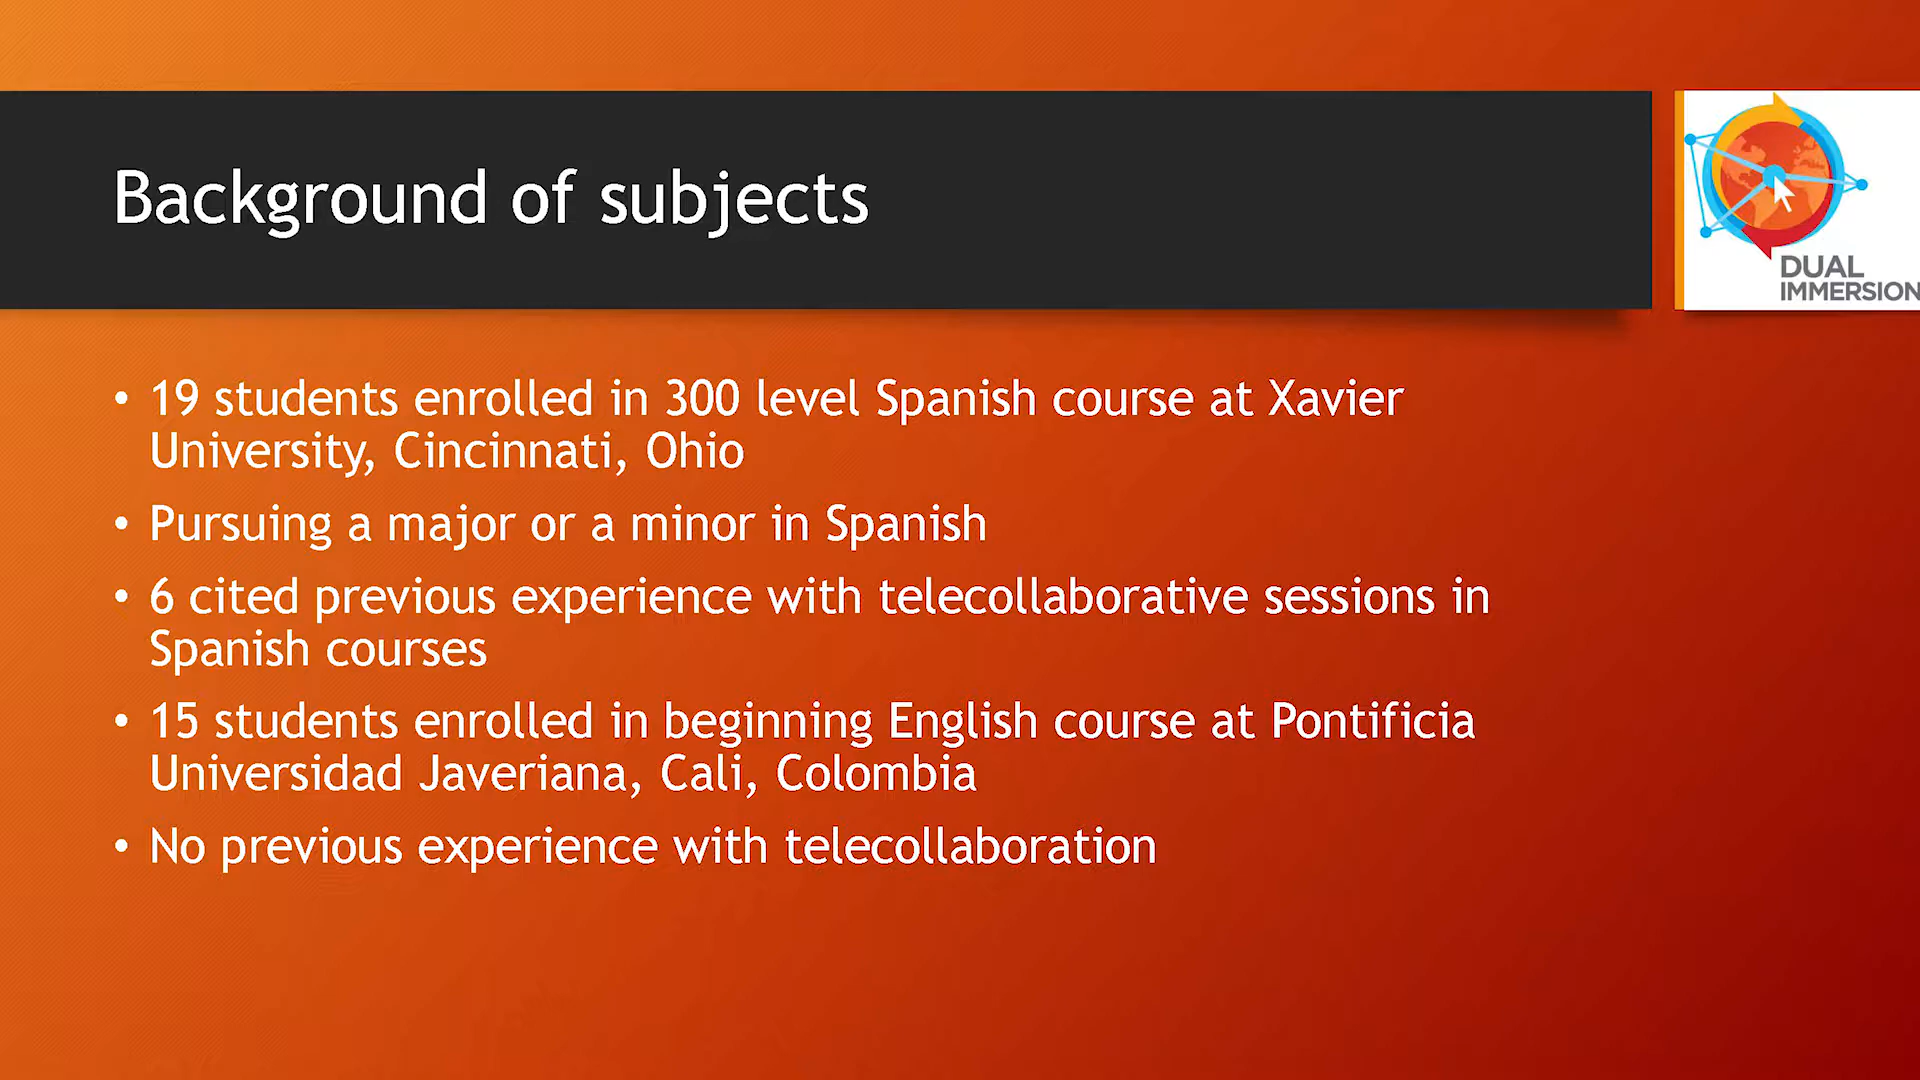 Background of subjects
DUAL
IMMERSION
• 19 students enrolled in 300 level Spanish course at Xavier
University, Cincinnati, Ohio
• Pursuing a major or a minor in Spanish
• 6 cited previous experience with telecollaborative sessions in
Spanish courses
• 15 students enrolled in beginning English course at Pontificia
Universidad Javeriana, Cali, Colombia
• No previous experience with telecollaboration